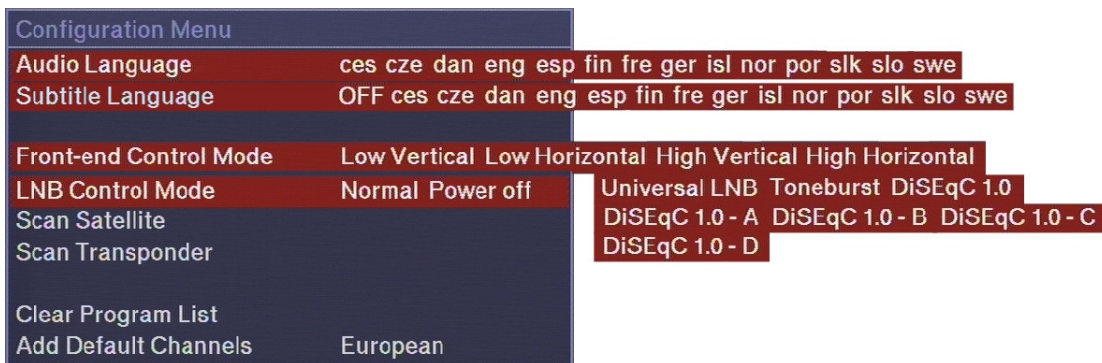 Configuration Menu
Audio Language ces cze dan eng esp fin fre ger isl nor por slk slo swe
Subtitle Language OFF ces cze dan eng esp fin fre ger isl nor por slk slo swe
Front-end Control Mode Low Vertical Low Horizontal High Vertical High Horizontal
LNB Control Mode Normal Power off Universal LNB Toneburst DiSEqC 1.0
Scan Satellite DiSEqC 1.0 - A DiSEqC 1.0 - B DiSEqC 1.0 - C
Scan Transponder DiSEqC 1.0 - D
Clear Program List
Add Default Channels European